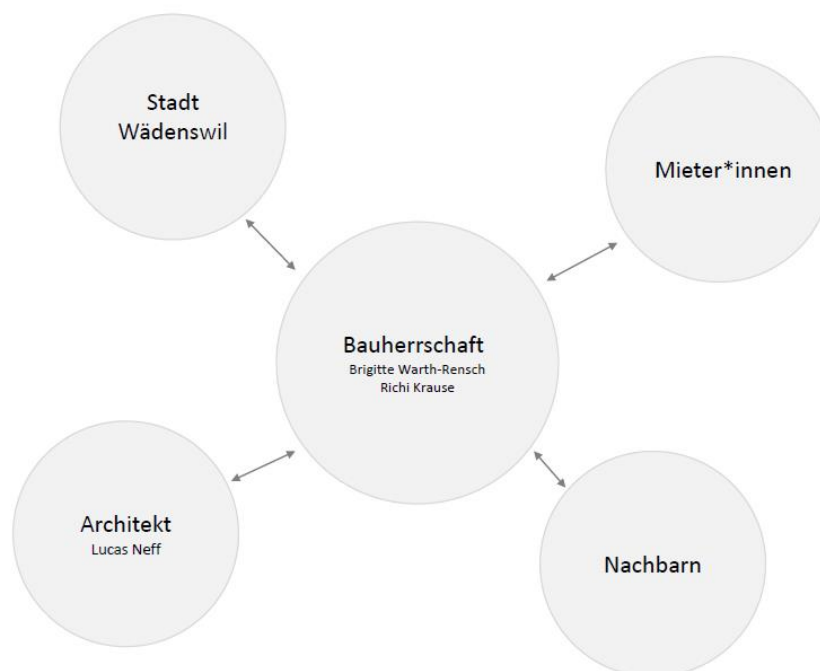 Stadt
Wädenswil
Mieter*innen
Bauherrschaft
Brigitte Warth-Rensch
Richi Krause
Architekt
Lucas Neff
Nachbarn